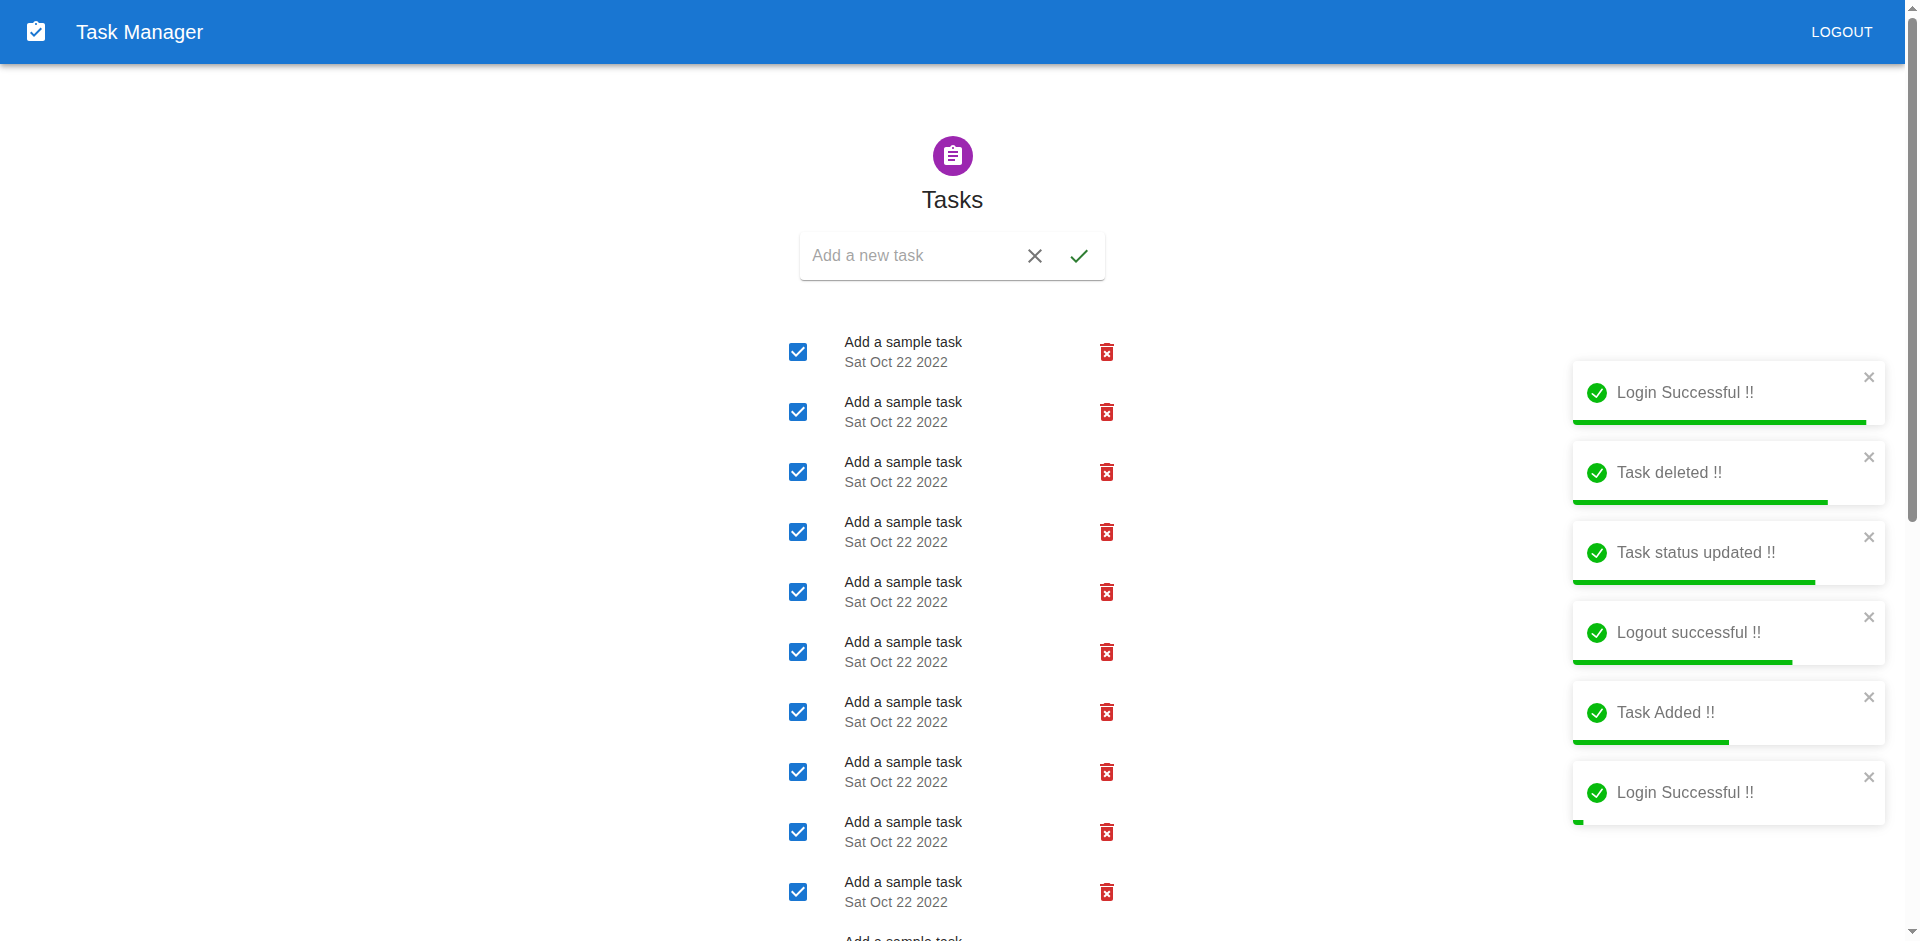 Task Manager
LOGOUT
Tasks
Add a new task
Add a sample task
Sat Oct 22 2022
Add a sample task
Sat Oct 22 2022
Add a sample task
Sat Oct 22 2022
Add a sample task
Sat Oct 22 2022
Add a sample task
Sat Oct 22 2022
Add a sample task
Sat Oct 22 2022
Add a sample task
Sat Oct 22 2022
Add a sample task
Sat Oct 22 2022
Add a sample task
Sat Oct 22 2022
Add a sample task
Sat Oct 22 2022
Add a sample task
Login Successful !!
Task deleted !!
Task status updated !!
Logout successful !!
Task Added !!
Login Successful !!